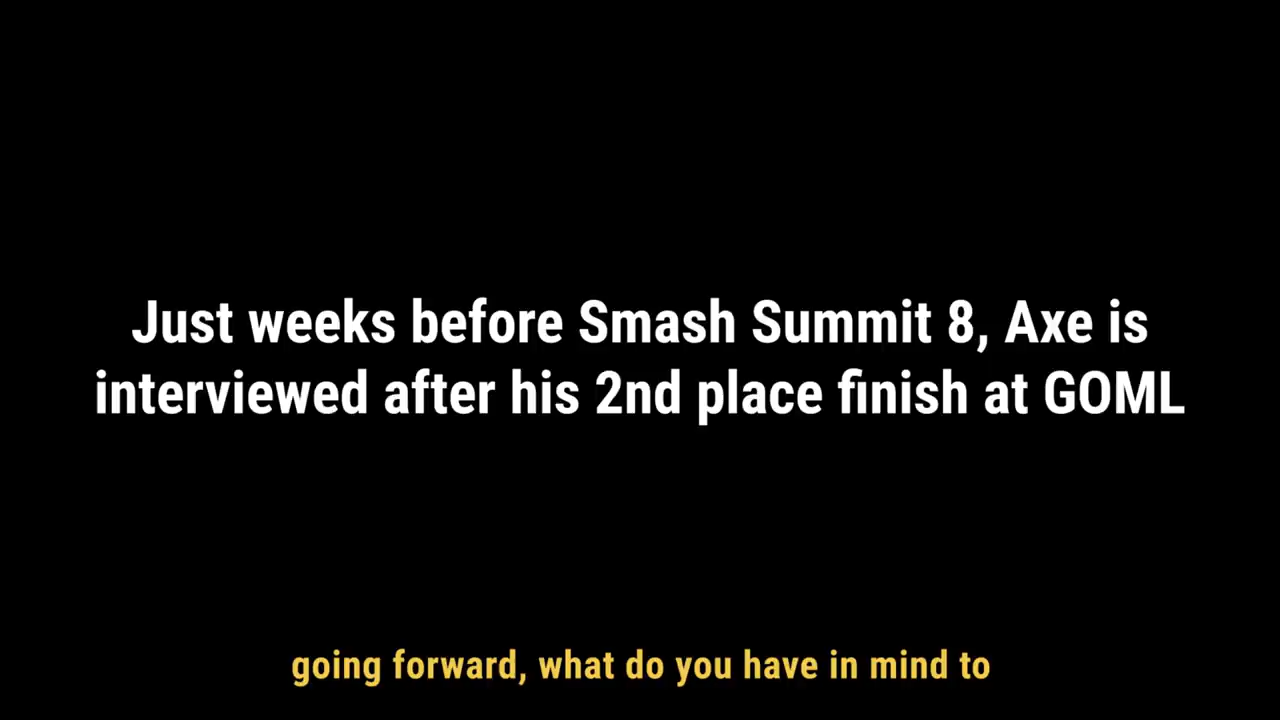 Just weeks before Smash Summit 8, Axe is
interviewed after his 2nd place finish at GOML
going forward, what do you have in mind to